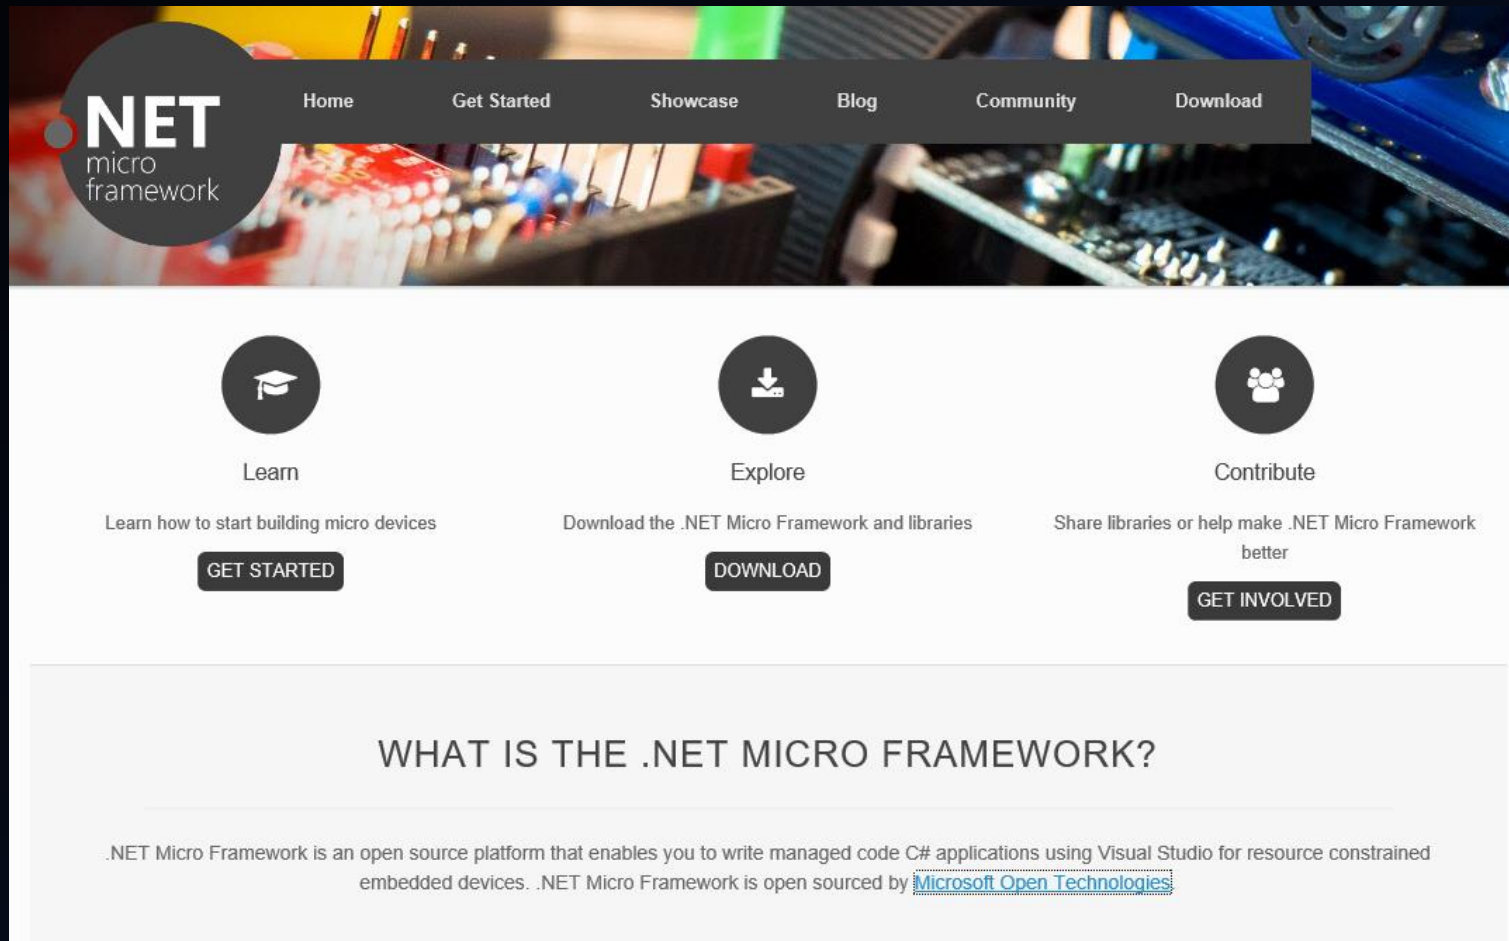 .NET
micro
framework
Home Get Started Showcase Blog Community Download
Learn
Learn how to start building micro devices
GET STARTED
Explore
Download the .NET Micro Framework and libraries
DOWNLOAD
Contribute
Share libraries or help make .NET Micro Framework
better
GET INVOLVED
WHAT IS THE .NET MICRO FRAMEWORK?
.NET Micro Framework is an open source platform that enables you to write managed code C# applications using Visual Studio for resource constrained
embedded devices. .NET Micro Framework is open sourced by Microsoft Open Technologies.